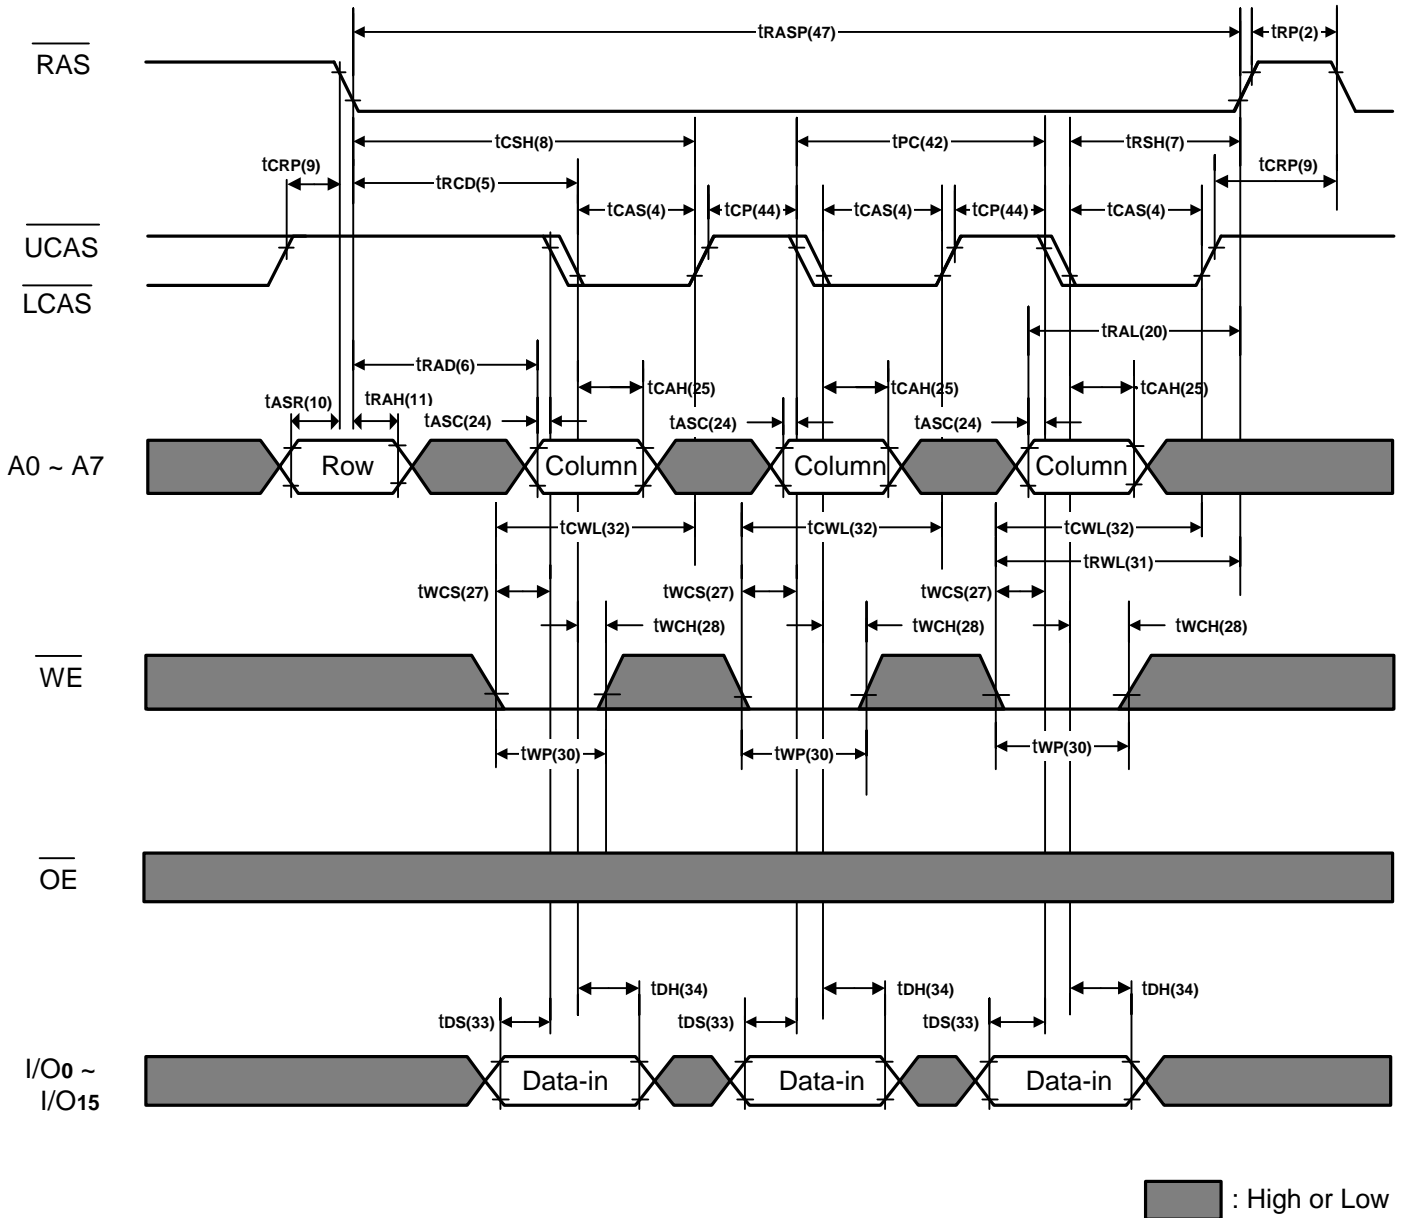 tRASP(47) tRP(2)
RAS
tCSH(8) tPC(42) tRSH(7)
tCRP(9) tRCD(5) tCRP(9)
tCAS(4) tCP(44) tCAS(4) tCP(44) tCAS(4)
UCAS
LCAS
tRAL(20)
tRAD(6)
tASR(10) tRAH(11) tCAH(25) tCAH(25) tCAH(25)
tASC(24) tASC(24) tASC(24)
A0 ~ A7 Row Column Column Column
tCWL(32) tCWL(32) tCWL(32)
tRWL(31)
tWCS(27) tWCS(27) tWCS(27)
tWCH(28) tWCH(28) tWCH(28)
WE
tWP(30) tWP(30) tWP(30)
OE
tDH(34) tDH(34) tDH(34)
tDS(33) tDS(33) tDS(33)
I/O0 ~
I/O15
Data-in Data-in Data-in
: High or Low